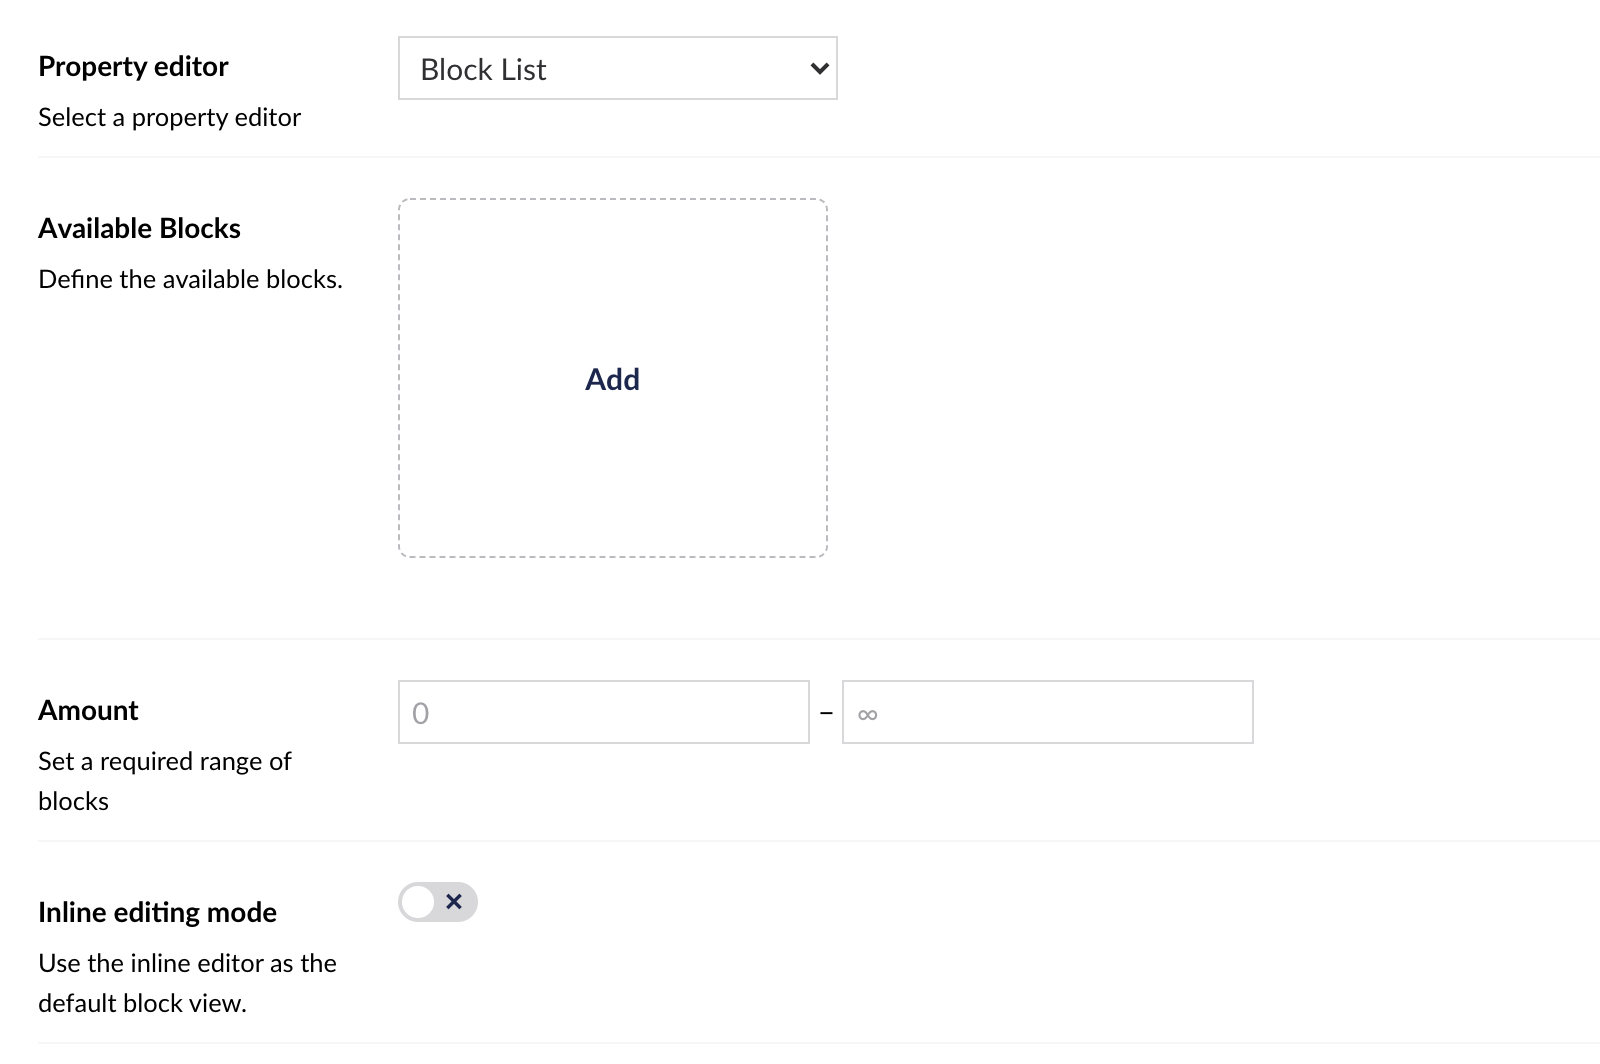 Property editor
Block List
Select a property editor
Available Blocks
Define the available blocks.
Add
Amount
0
–
∞
Set a required range of
blocks
Inline editing mode
Use the inline editor as the
default block view.